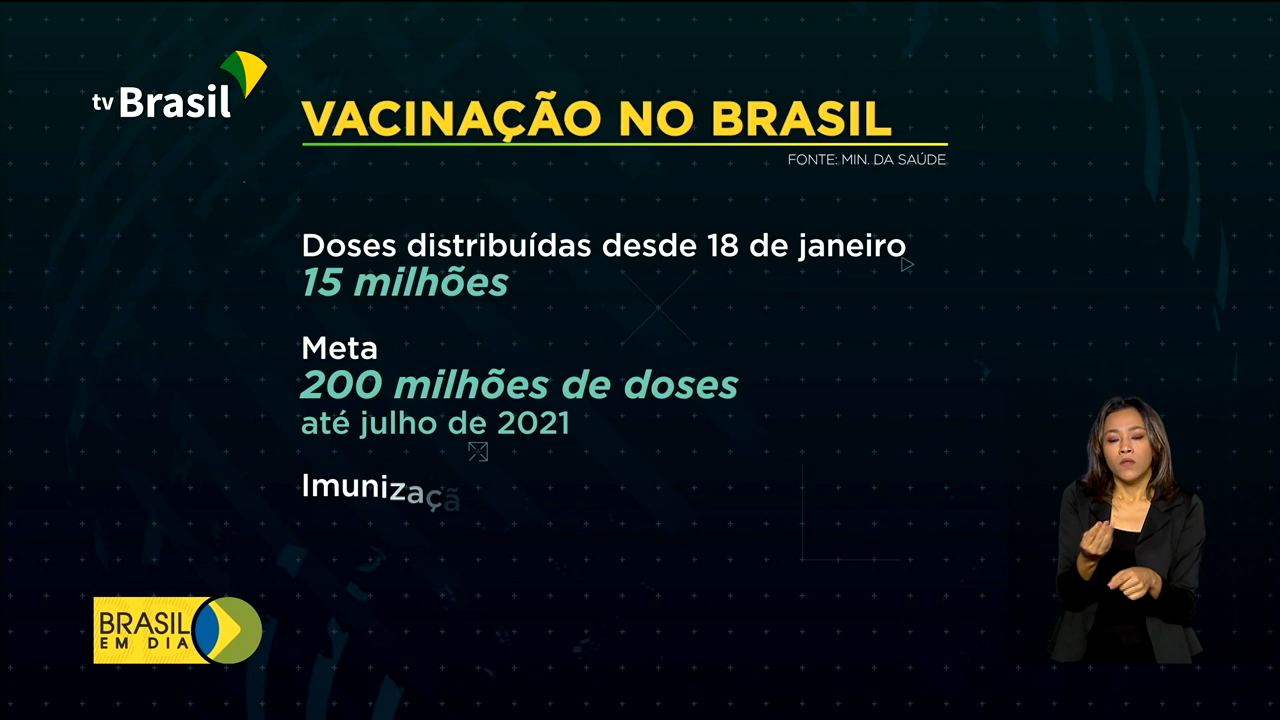 tv Brasil
VACINAÇÃO NO BRASIL
FONTE: MIN. DA SAÚDE
Doses distribuídas desde 18 de janeiro
15 milhões
Meta
200 milhões de doses
até julho de 2021
Imunizaçã
BRASIL
EM DIA